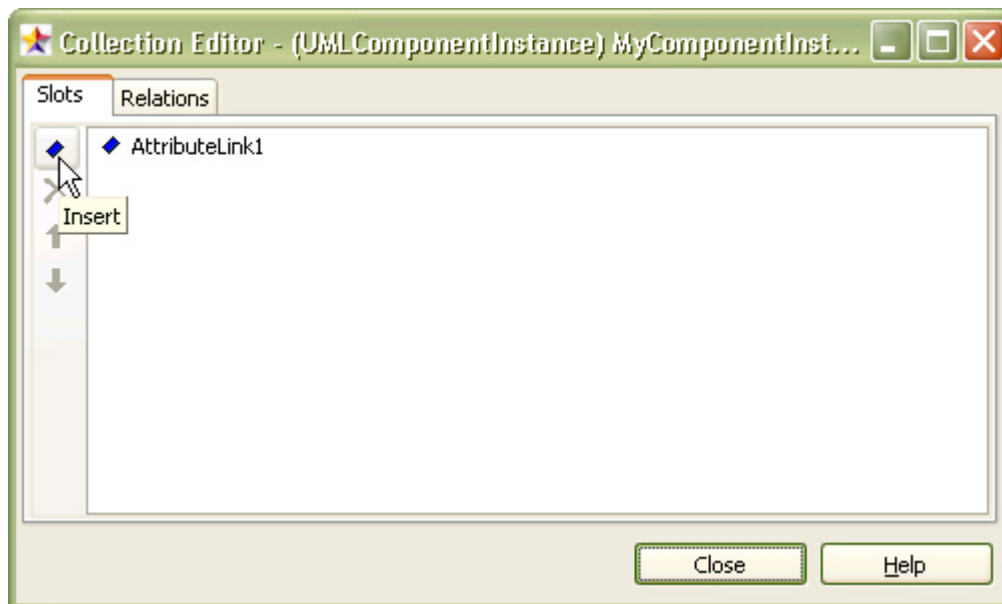 Collection Editor - (UMLComponentInstance) MyComponentInst...
Slots Relations
AttributeLink1
Insert
Close Help